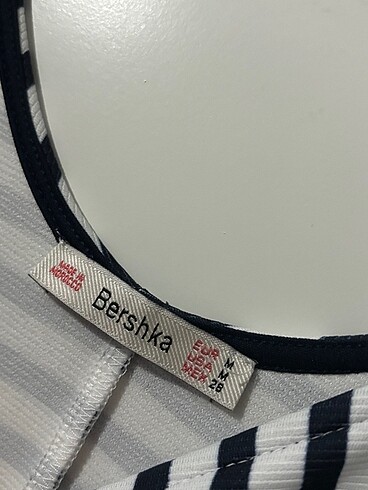 MADE IN
MOROCCO
Bershka
EUR M
USA M
MEX 28